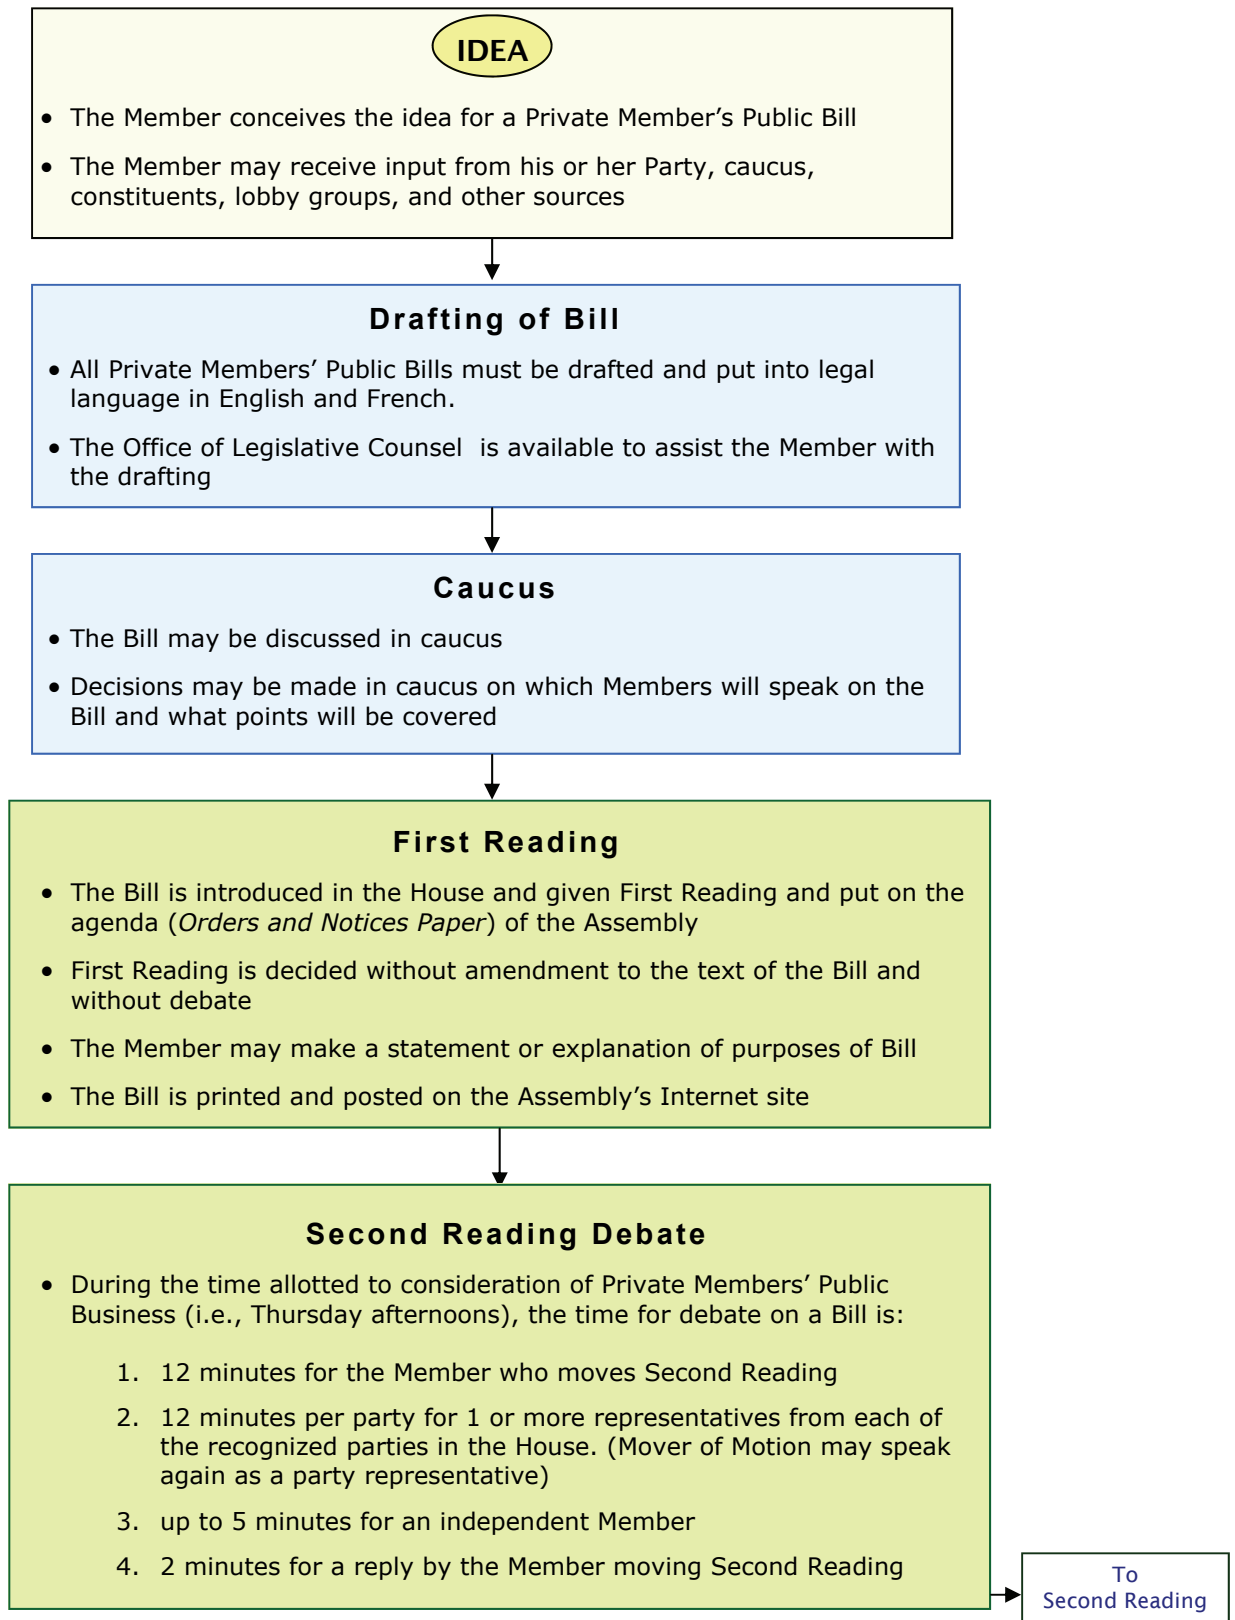 IDEA
• The Member conceives the idea for a Private Member’s Public Bill
• The Member may receive input from his or her Party, caucus,
constituents, lobby groups, and other sources
Drafting of Bill
• All Private Members’ Public Bills must be drafted and put into legal
language in English and French.
• The Office of Legislative Counsel  is available to assist the Member with
the drafting
Caucus
• The Bill may be discussed in caucus
• Decisions may be made in caucus on which Members will speak on the
Bill and what points will be covered
First Reading
• The Bill is introduced in the House and given First Reading and put on the
agenda (Orders and Notices Paper) of the Assembly
• First Reading is decided without amendment to the text of the Bill and
without debate
• The Member may make a statement or explanation of purposes of Bill
• The Bill is printed and posted on the Assembly’s Internet site
Second Reading Debate
• During the time allotted to consideration of Private Members’ Public
Business (i.e., Thursday afternoons), the time for debate on a Bill is:
1. 12 minutes for the Member who moves Second Reading
2. 12 minutes per party for 1 or more representatives from each of
the recognized parties in the House. (Mover of Motion may speak
again as a party representative)
3. up to 5 minutes for an independent Member
4. 2 minutes for a reply by the Member moving Second Reading
To
Second Reading